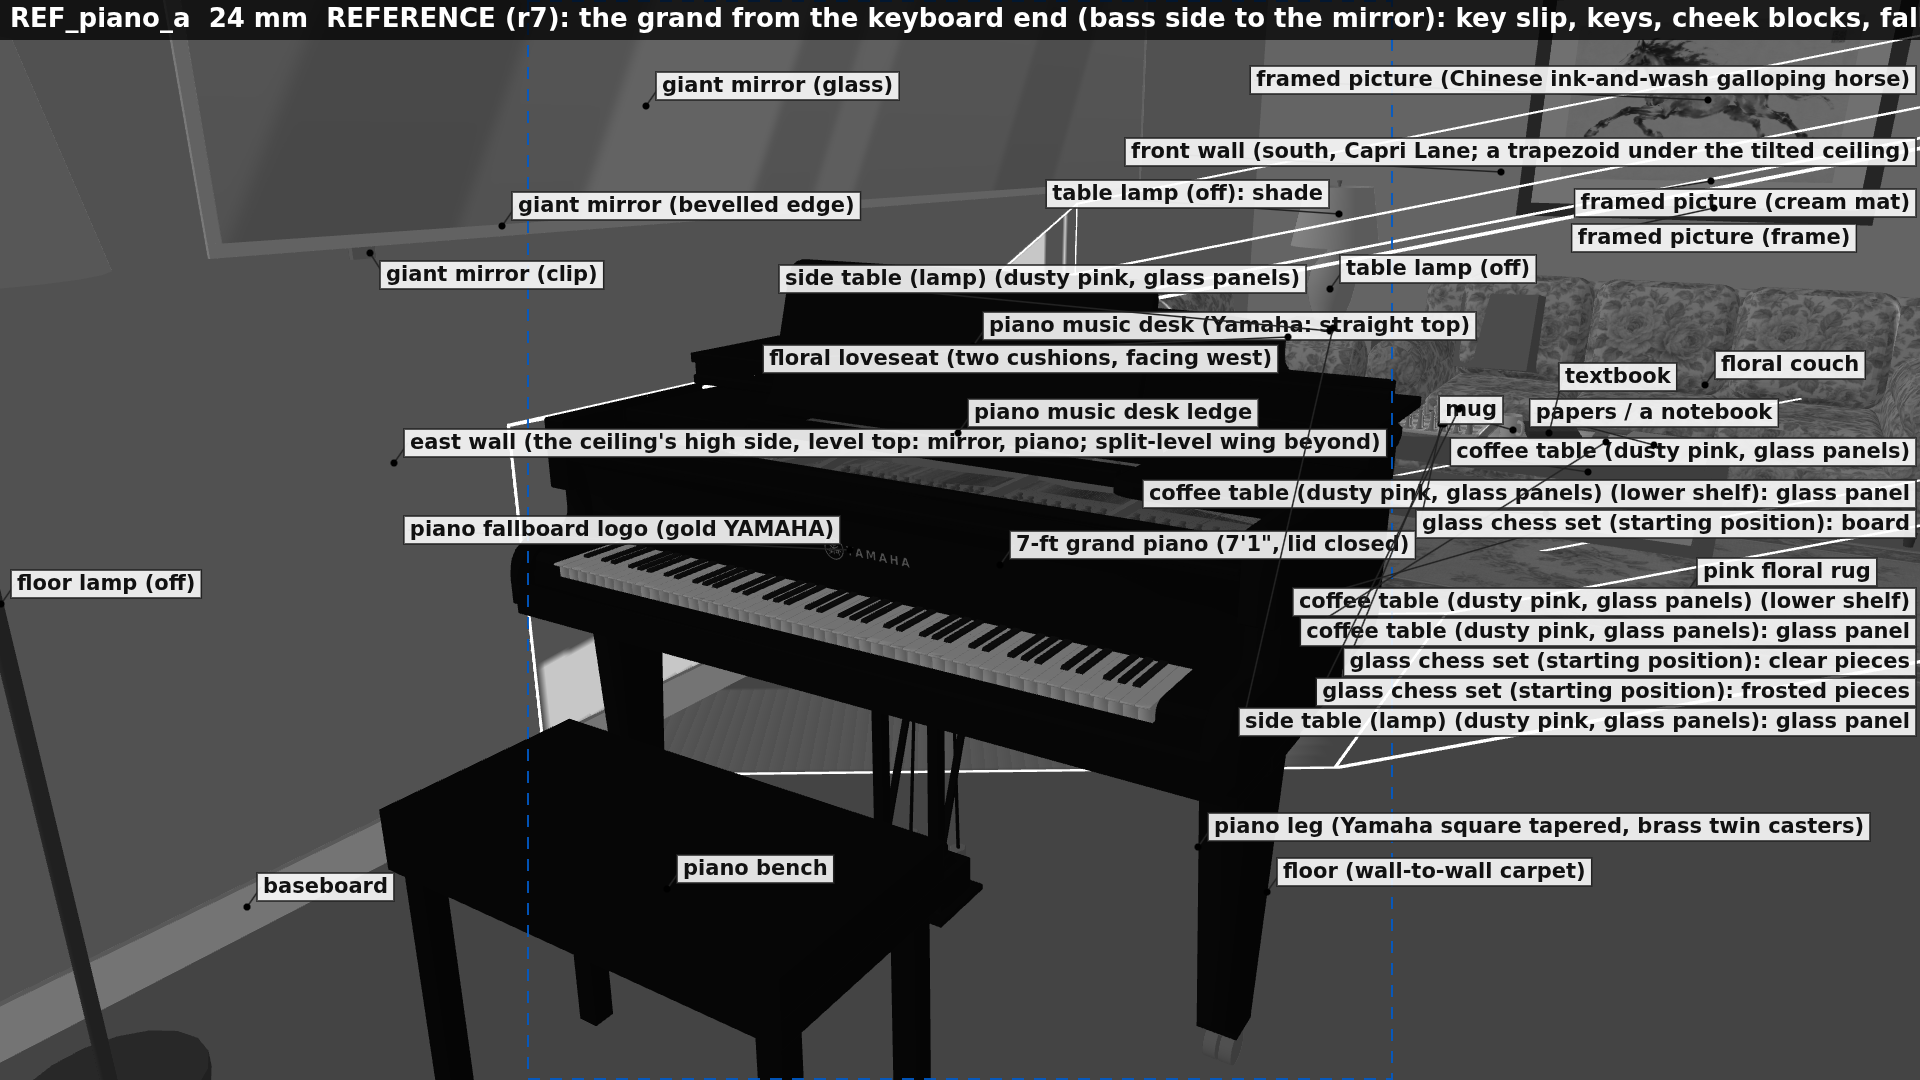 REF_piano_a 24 mm REFERENCE (r7): the grand from the keyboard end (bass side to the mirror): key slip, keys, cheek blocks, fal
giant mirror (glass)
framed picture (Chinese ink-and-wash galloping horse)
front wall (south, Capri Lane; a trapezoid under the tilted ceiling)
table lamp (off): shade
giant mirror (bevelled edge)
framed picture (cream mat)
framed picture (frame)
giant mirror (clip)
side table (lamp) (dusty pink, glass panels)
table lamp (off)
piano music desk (Yamaha: straight top)
floral loveseat (two cushions, facing west)
floral couch
textbook
piano music desk ledge
mug
papers / a notebook
east wall (the ceiling's high side, level top: mirror, piano; split-level wing beyond)
coffee table (dusty pink, glass panels)
coffee table (dusty pink, glass panels) (lower shelf): glass panel
glass chess set (starting position): board
piano fallboard logo (gold YAMAHA)
7-ft grand piano (7'1", lid closed)
YAMAHA
floor lamp (off)
pink floral rug
coffee table (dusty pink, glass panels) (lower shelf)
coffee table (dusty pink, glass panels): glass panel
glass chess set (starting position): clear pieces
glass chess set (starting position): frosted pieces
side table (lamp) (dusty pink, glass panels): glass panel
piano leg (Yamaha square tapered, brass twin casters)
piano bench
floor (wall-to-wall carpet)
baseboard